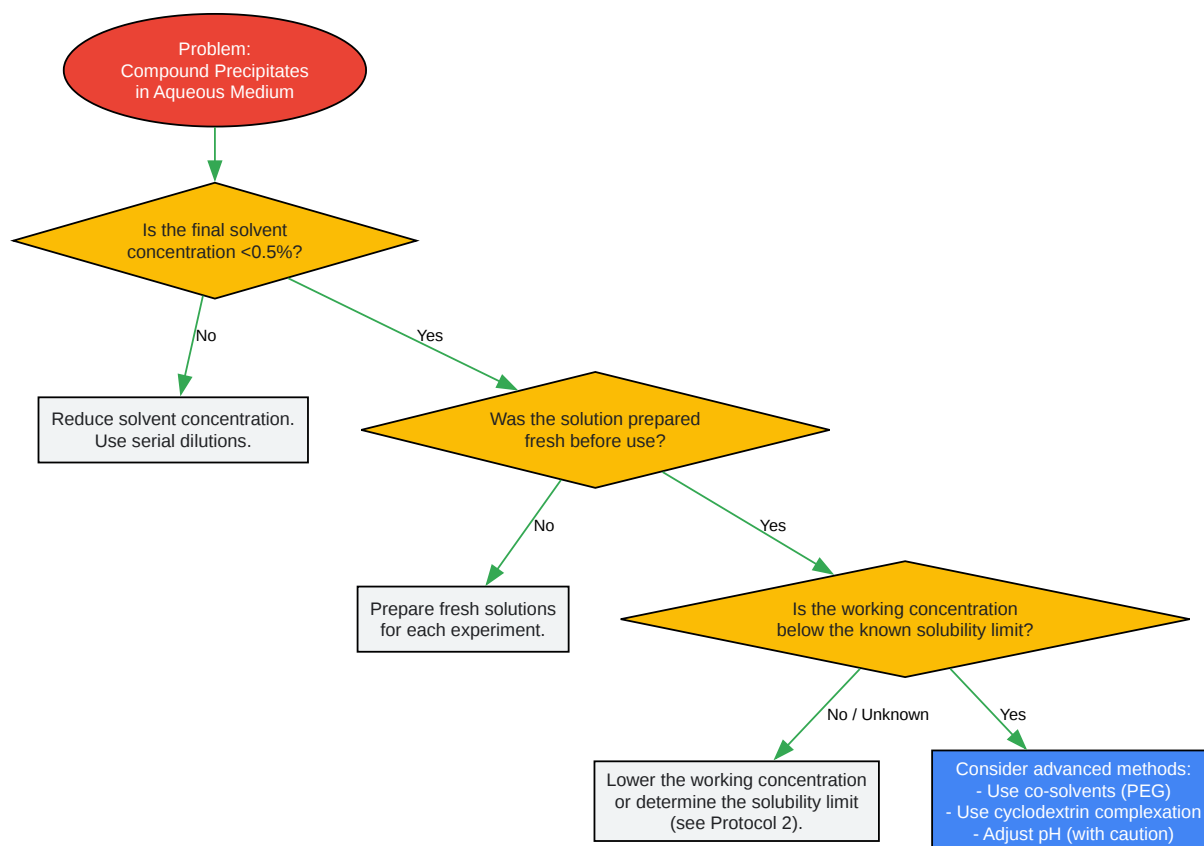 Problem:
Compound Precipitates
in Aqueous Medium
Is the final solvent
concentration <0.5%?
No
Yes
Reduce solvent concentration.
Use serial dilutions.
Was the solution prepared
fresh before use?
No
Yes
Prepare fresh solutions
for each experiment.
Is the working concentration
below the known solubility limit?
No / Unknown
Yes
Lower the working concentration
or determine the solubility limit
(see Protocol 2).
Consider advanced methods:
- Use co-solvents (PEG)
- Use cyclodextrin complexation
- Adjust pH (with caution)